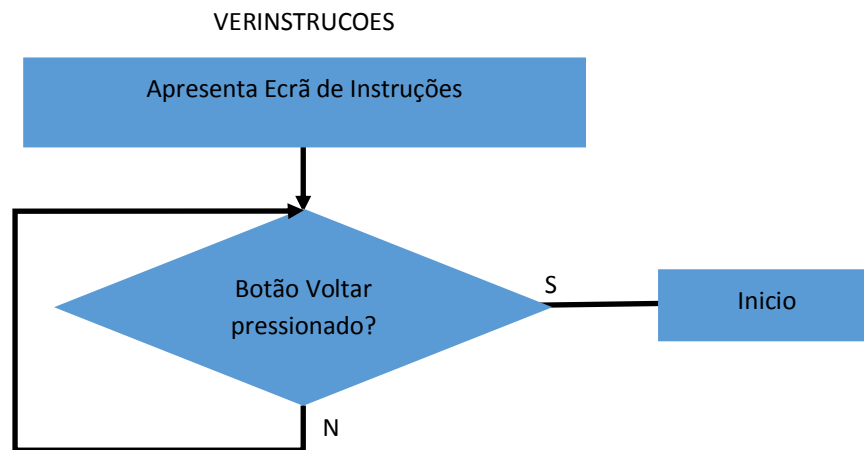 VERINSTRUCOES
Apresenta Ecrã de Instruções
Botão Voltar
pressionado?
S
Inicio
N